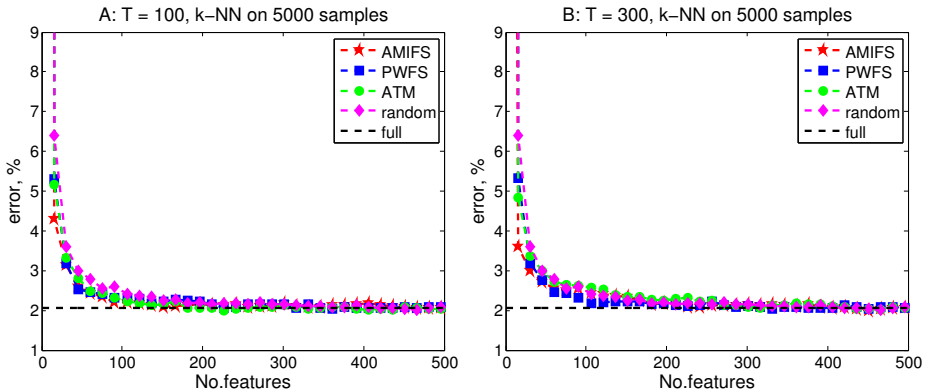 A: T = 100, k−NN on 5000 samples
error, %
9
8
7
6
5
4
3
2
1
0
100
200
300
400
500
No.features
AMIFS
PWFS
ATM
random
full
B: T = 300, k−NN on 5000 samples
error, %
9
8
7
6
5
4
3
2
1
0
100
200
300
400
500
No.features
AMIFS
PWFS
ATM
random
full